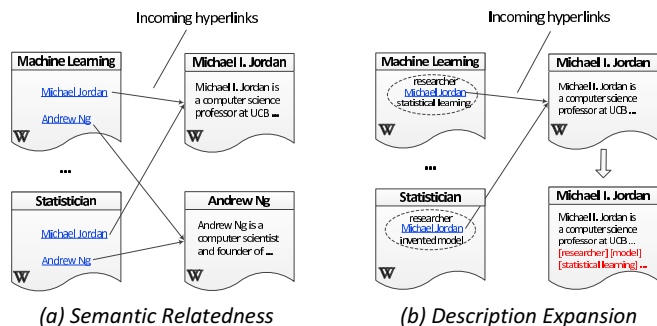 Incoming hyperlinks
Machine Learning
Michael Jordan
Andrew Ng
W
Michael I. Jordan
Michael I. Jordan is
a computer science
professor at UCB ...
W
...
Statistician
Michael Jordan
Andrew Ng
W
Andrew Ng
Andrew Ng is a
computer scientist
and founder of ...
W
(a) Semantic Relatedness
Incoming hyperlinks
Machine Learning
researcher
Michael Jordan
statistical learning
W
Michael I. Jordan
Michael I. Jordan is
a computer science
professor at UCB ...
W
...
Statistician
researcher
Michael Jordan
invented model
W
Michael I. Jordan
Michael I. Jordan is
a computer science
professor at UCB ...
[researcher] [model]
[statistical learning] ...
W
(b) Description Expansion